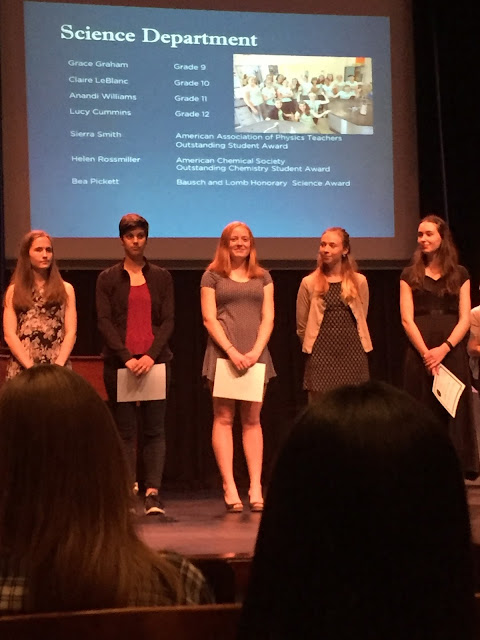 Science Department
Grace Graham Grade 9
Claire LeBlanc Grade 10
Anandi Williams Grade 11
Lucy Cummins Grade 12
Sierra Smith American Association of Physics Teachers
Outstanding Student Award
Helen Rossmiller American Chemical Society
Outstanding Chemistry Student Award
Bea Pickett Bausch and Lomb Honorary Science Award